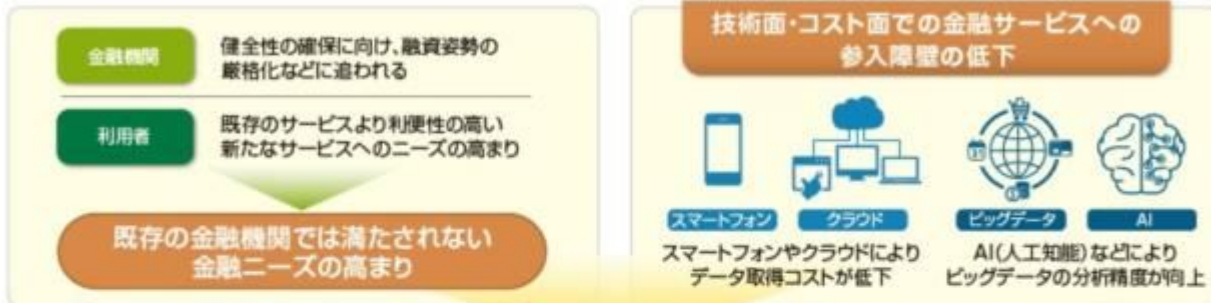 金融機関
健全性の確保に向け、融資姿勢の
厳格化などに追われる
利用者
既存のサービスより利便性の高い
新たなサービスへのニーズの高まり
既存の金融機関では満たされない
金融ニーズの高まり
技術面・コスト面での金融サービスへの
参入障壁の低下
スマートフォン
クラウド
ビッグデータ
AI
スマートフォンやクラウドにより
データ取得コストが低下
AI(人工知能)などにより
ビッグデータの分析精度が向上